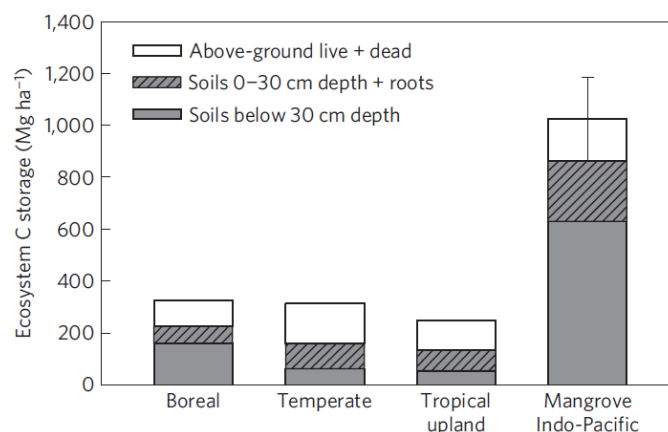 1,400
1,200
1,000
800
600
400
200
0
Ecosystem C storage (Mg ha⁻¹)
Above-ground live + dead
Soils 0–30 cm depth + roots
Soils below 30 cm depth
Boreal
Temperate
Tropical
upland
Mangrove
Indo-Pacific